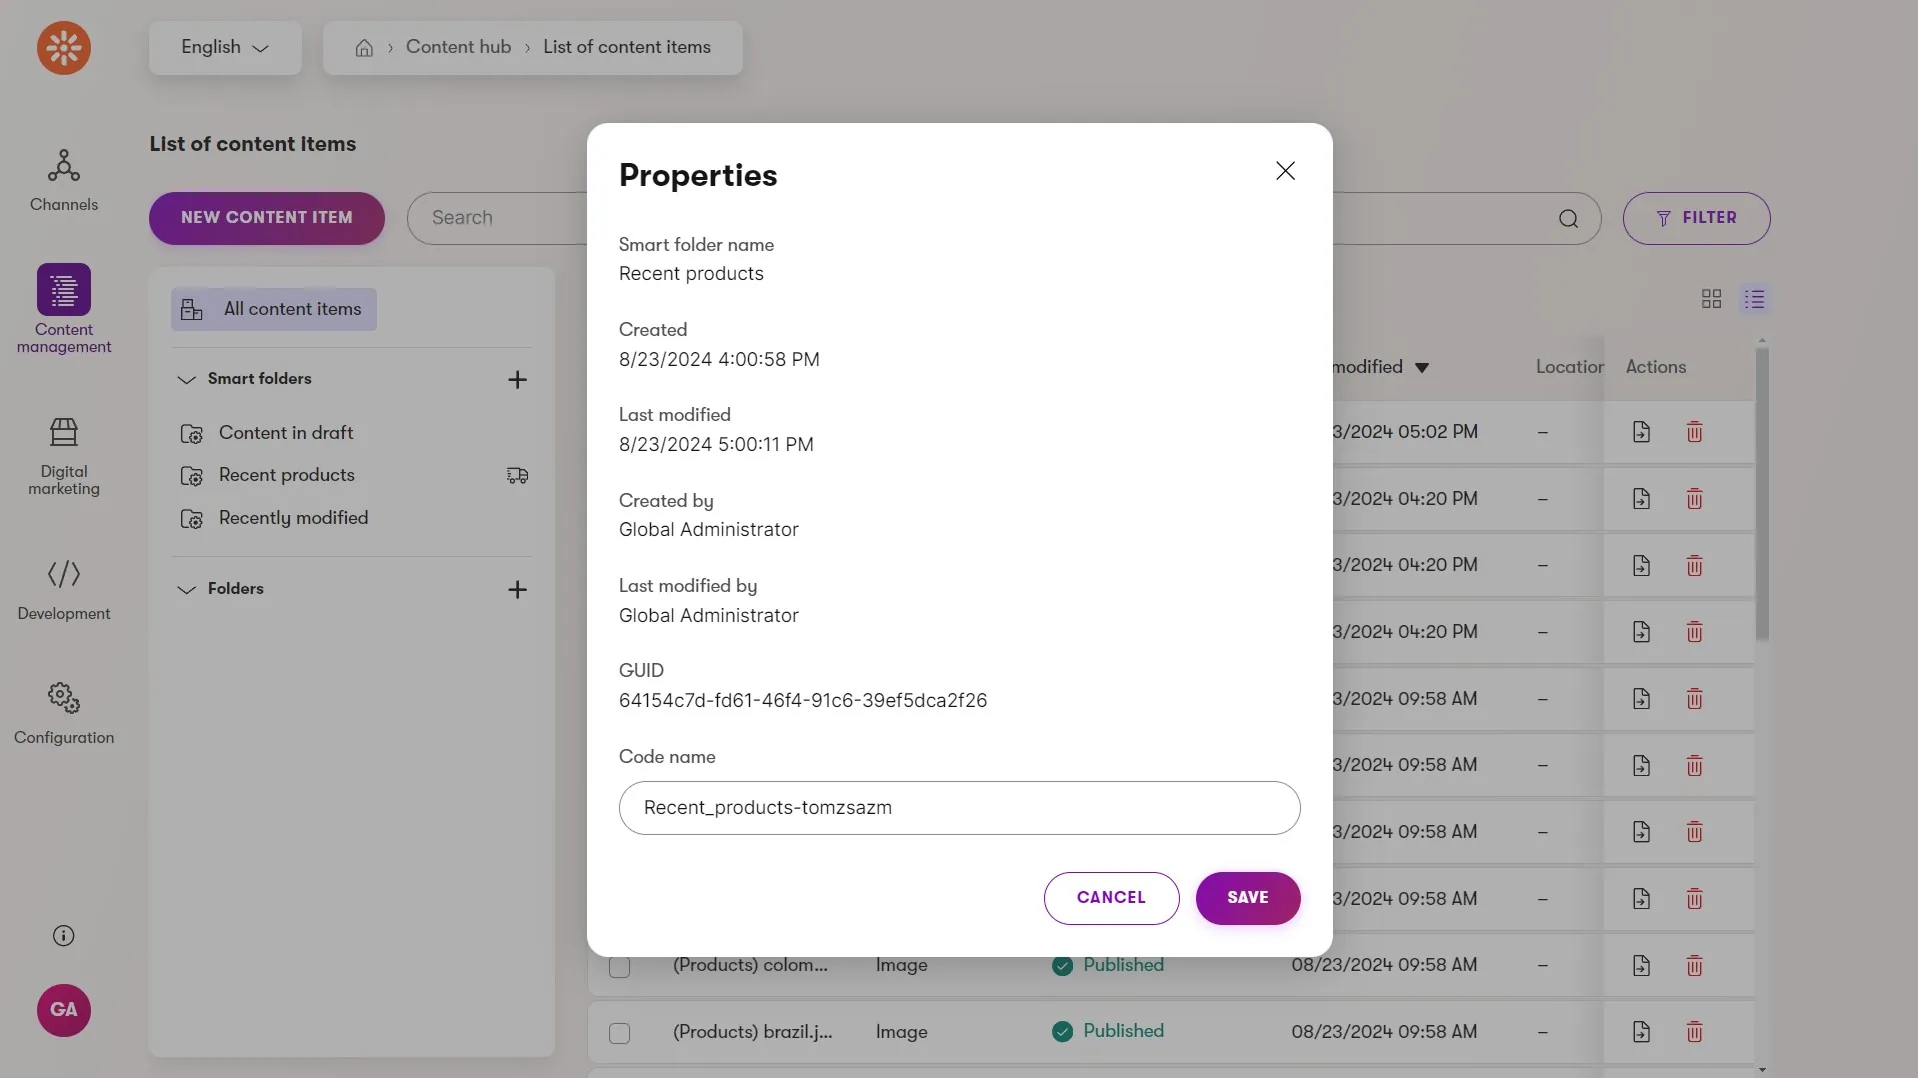 English
Content hub
List of content items
List of content items
NEW CONTENT ITEM
Search
FILTER
Channels
Content
management
Digital
marketing
Development
Configuration
GA
All content items
Smart folders
Content in draft
Recent products
Recently modified
Folders
Properties
Smart folder name
Recent products
Created
8/23/2024 4:00:58 PM
Last modified
8/23/2024 5:00:11 PM
Created by
Global Administrator
Last modified by
Global Administrator
GUID
64154c7d-fd61-46f4-91c6-39ef5dca2f26
Code name
Recent_products-tomzsazm
CANCEL
SAVE
modified Location Actions
3/2024 05:02 PM –
3/2024 04:20 PM –
3/2024 04:20 PM –
3/2024 04:20 PM –
3/2024 09:58 AM –
3/2024 09:58 AM –
3/2024 09:58 AM –
3/2024 09:58 AM –
(Products) colom... Image Published 08/23/2024 09:58 AM –
(Products) brazil.j... Image Published 08/23/2024 09:58 AM –